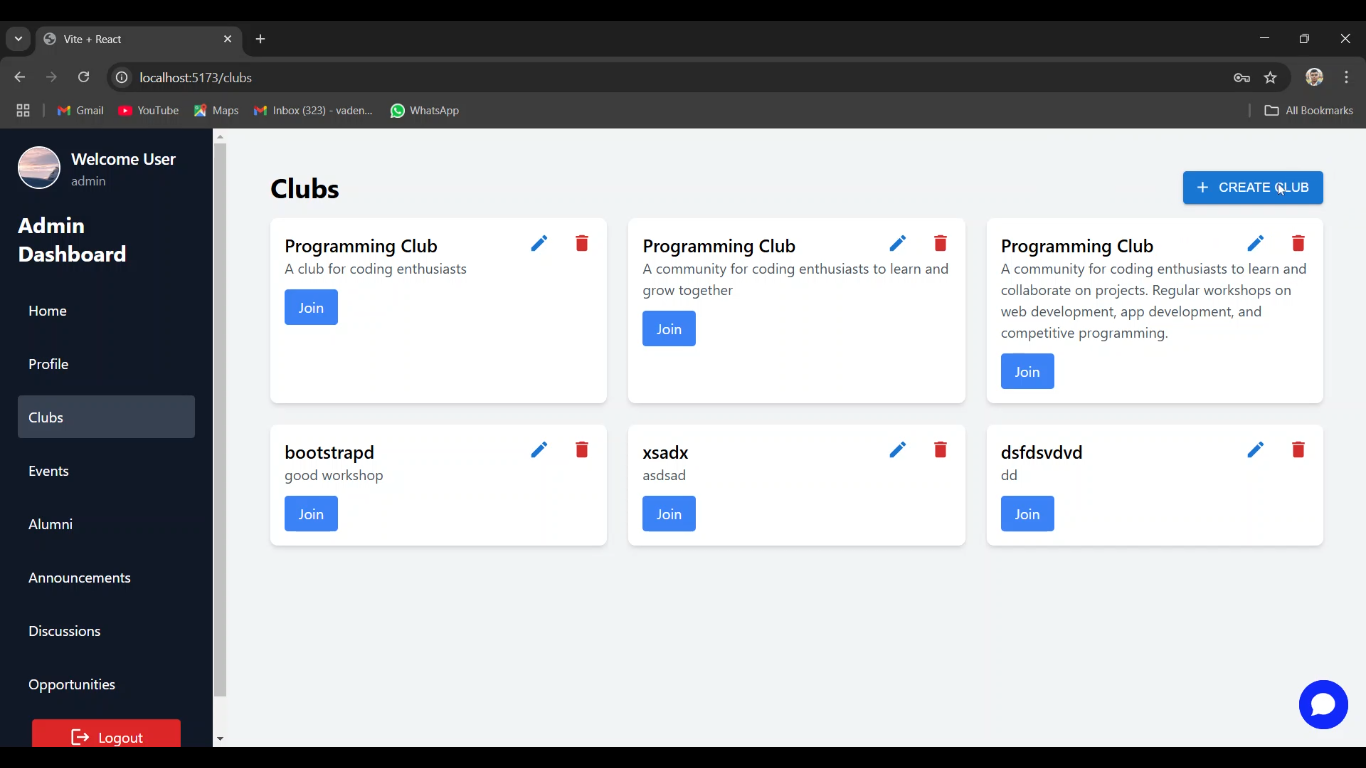 Vite + React
localhost:5173/clubs
Gmail YouTube Maps Inbox (323) - vaden... WhatsApp All Bookmarks
Welcome User
admin
Admin
Dashboard
Home
Profile
Clubs
Events
Alumni
Announcements
Discussions
Opportunities
Logout
Clubs
+ CREATE CLUB
Programming Club
A club for coding enthusiasts
Join
Programming Club
A community for coding enthusiasts to learn and
grow together
Join
Programming Club
A community for coding enthusiasts to learn and
collaborate on projects. Regular workshops on
web development, app development, and
competitive programming.
Join
bootstrapd
good workshop
Join
xsadx
asdsad
Join
dsfdsvdvd
dd
Join